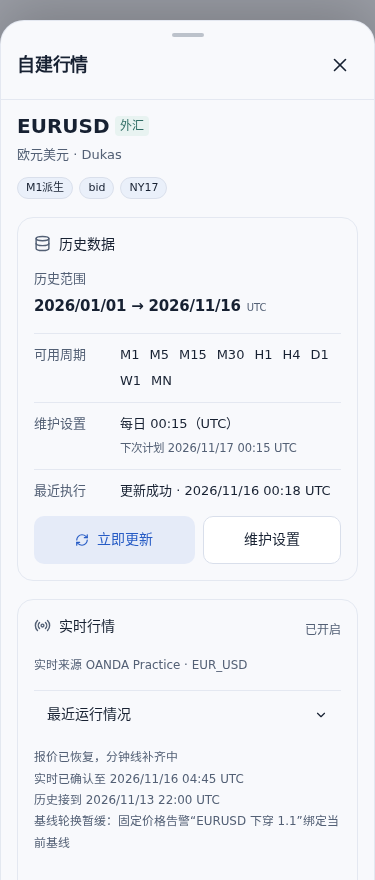 自建行情
EURUSD 外汇
欧元美元 · Dukas
M1派生 bid NY17
历史数据
历史范围
2026/01/01 → 2026/11/16 UTC
可用周期 M1 M5 M15 M30 H1 H4 D1
W1 MN
维护设置 每日 00:15（UTC）
下次计划 2026/11/17 00:15 UTC
最近执行 更新成功 · 2026/11/16 00:18 UTC
立即更新 维护设置
实时行情 已开启
实时来源 OANDA Practice · EUR_USD
最近运行情况
报价已恢复，分钟线补齐中
实时已确认至 2026/11/16 04:45 UTC
历史接到 2026/11/13 22:00 UTC
基线轮换暂缓：固定价格告警“EURUSD 下穿 1.1”绑定当
前基线